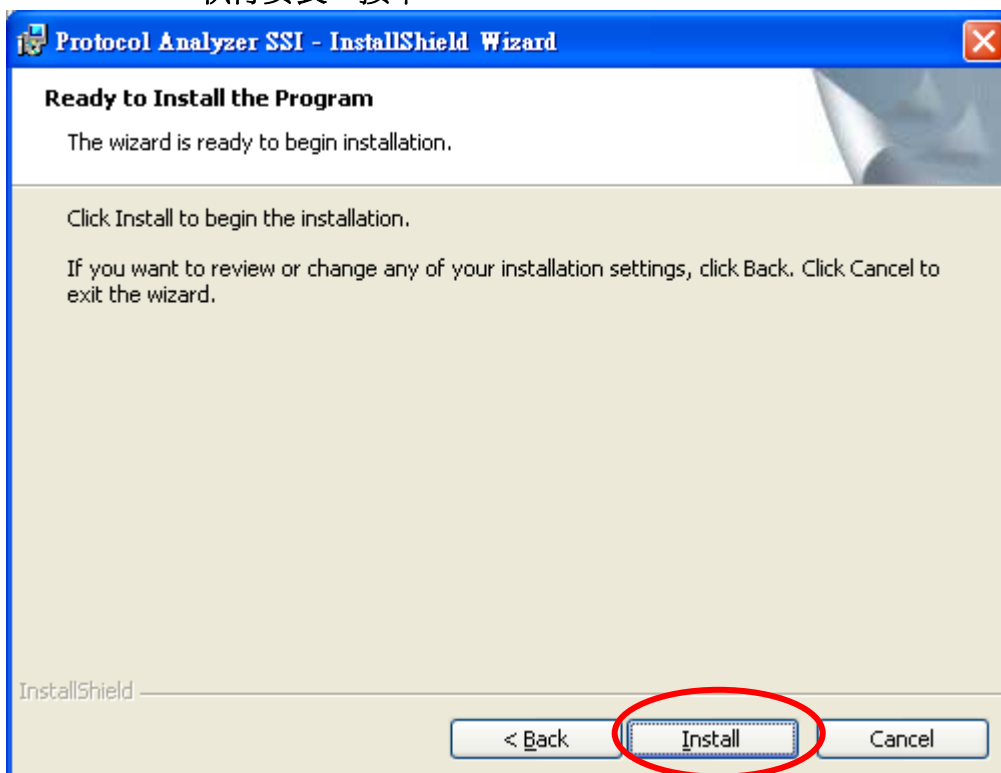 Protocol Analyzer SSI - InstallShield Wizard
Ready to Install the Program
The wizard is ready to begin installation.
Click Install to begin the installation.
If you want to review or change any of your installation settings, click Back. Click Cancel to
exit the wizard.
InstallShield
< Back
Install
Cancel